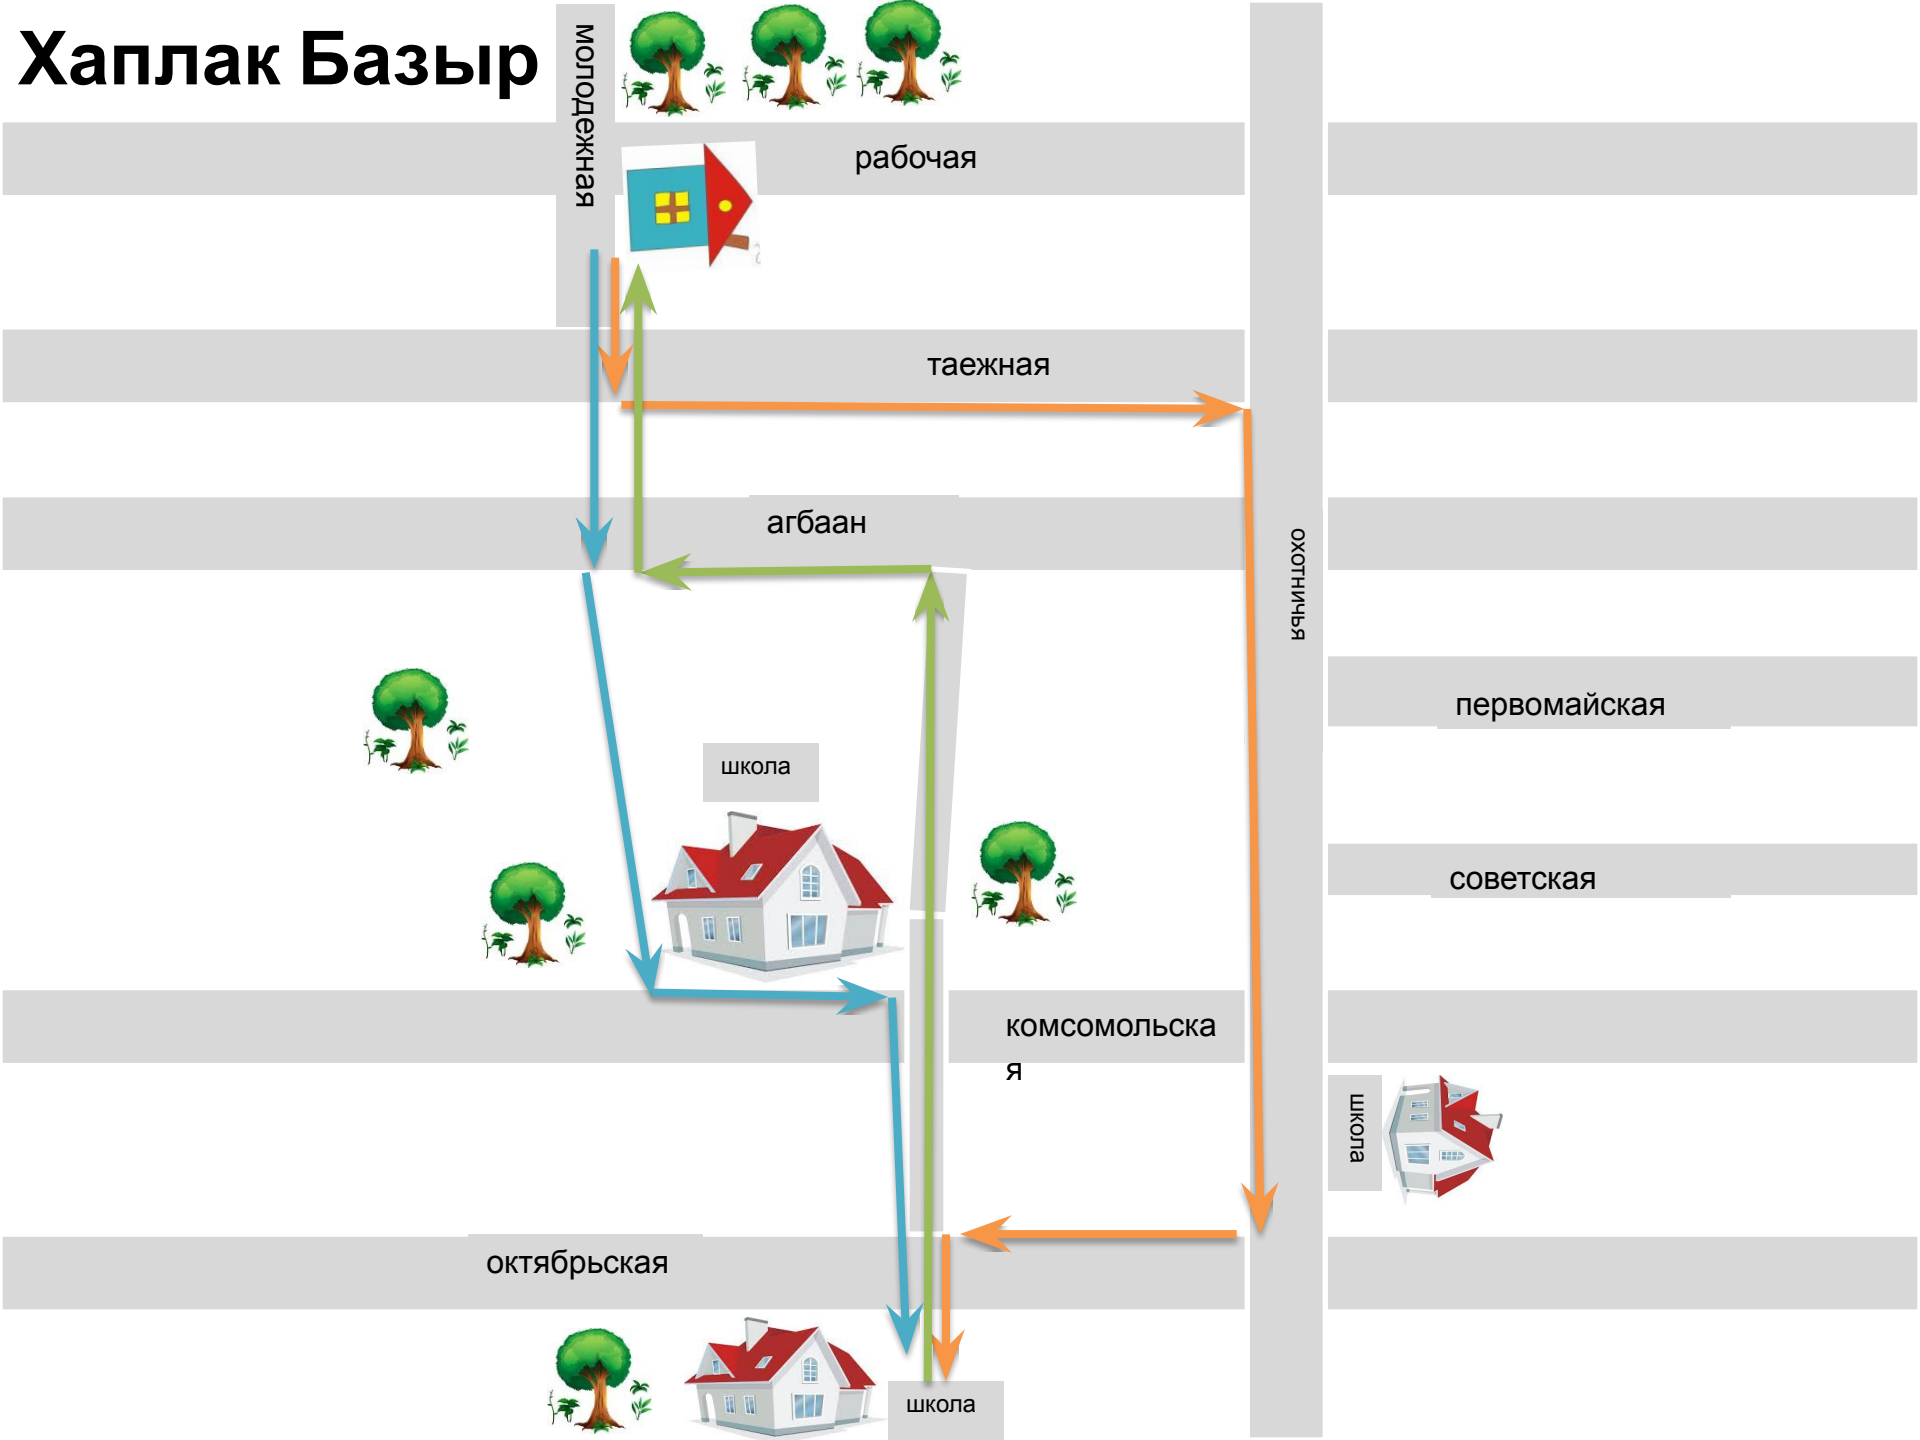 Хаплак Базыр
молодежная
рабочая
таежная
агбаан
охотничья
первомайская
школа
советская
комсомольска
я
школа
октябрьская
школа